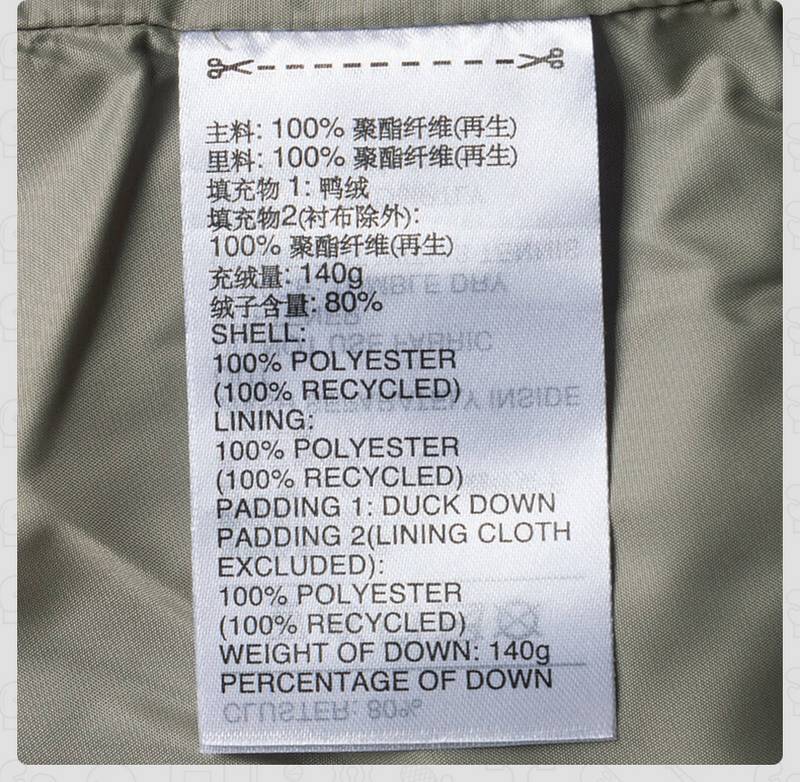 主料: 100% 聚酯纤维(再生)
里料: 100% 聚酯纤维(再生)
填充物 1: 鸭绒
填充物2(衬布除外):
100% 聚酯纤维(再生)
充绒量: 140g
绒子含量: 80%
SHELL:
100% POLYESTER
(100% RECYCLED)
LINING:
100% POLYESTER
(100% RECYCLED)
PADDING 1: DUCK DOWN
PADDING 2(LINING CLOTH
EXCLUDED):
100% POLYESTER
(100% RECYCLED)
WEIGHT OF DOWN: 140g
PERCENTAGE OF DOWN
CLUSTER: 80%